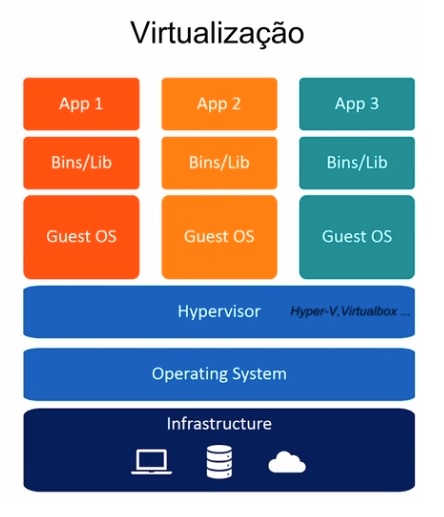 Virtualização
App 1 App 2 App 3
Bins/Lib Bins/Lib Bins/Lib
Guest OS Guest OS Guest OS
Hypervisor Hyper-V,Virtualbox ...
Operating System
Infrastructure